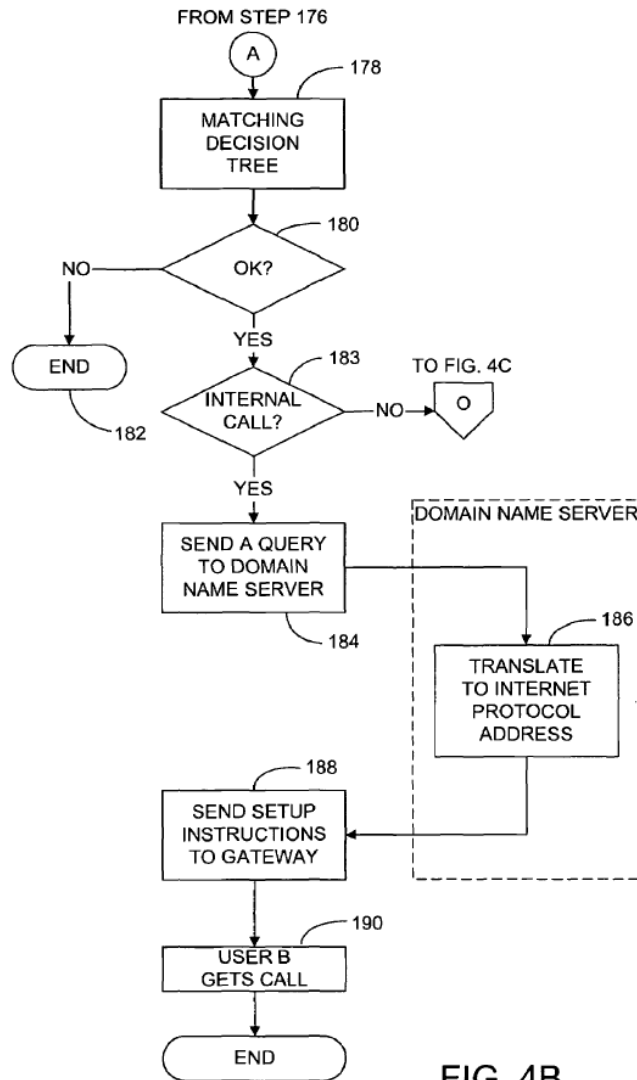 FROM STEP 176
A
178
MATCHING
DECISION
TREE
180
OK?
NO
END
182
YES
183
INTERNAL
CALL?
NO
TO FIG. 4C
O
YES
SEND A QUERY
TO DOMAIN
NAME SERVER
184
DOMAIN NAME SERVER
186
TRANSLATE
TO INTERNET
PROTOCOL
ADDRESS
188
SEND SETUP
INSTRUCTIONS
TO GATEWAY
190
USER B
GETS CALL
END
FIG. 4B